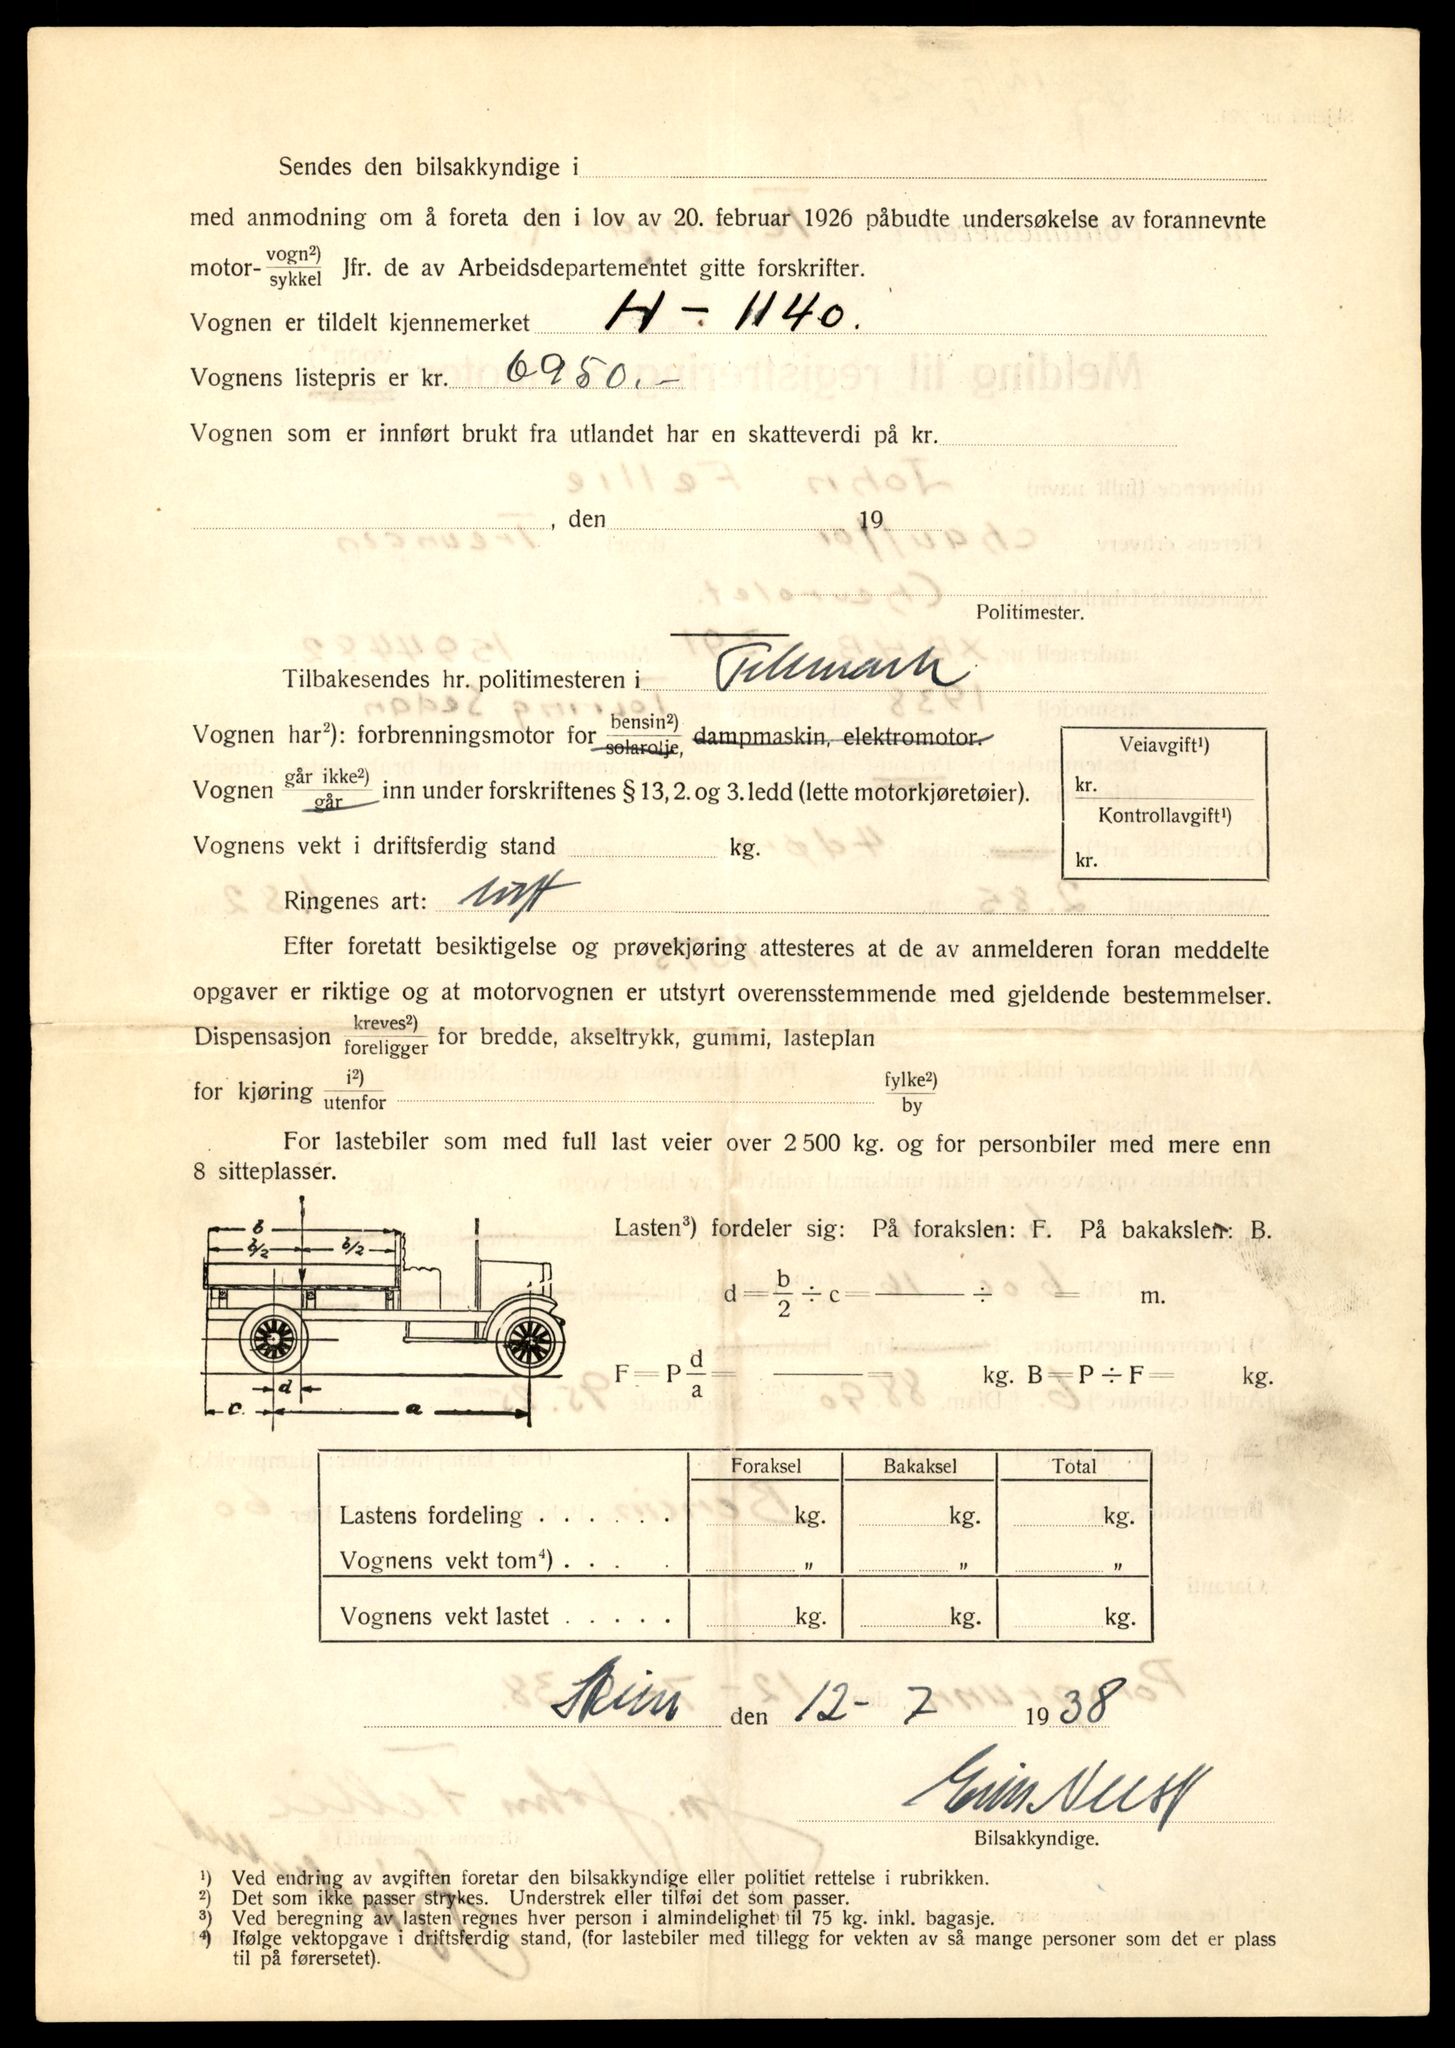 Sendes den bilsakkyndige i
med anmodning om å foreta den i lov av 20. februar 1926 påbudte undersøkelse av forannevnte
motor- vogn²) / sykkel Jfr. de av Arbeidsdepartementet gitte forskrifter.
Vognen er tildelt kjennemerket H - 1140.
Vognens listepris er kr. 6950.-
Vognen som er innført brukt fra utlandet har en skatteverdi på kr.
, den 19
Politimester.
Tilbakesendes hr. politimesteren i Telemark
Vognen har²): forbrenningsmotor for bensin²) / solarolje, dampmaskin, elektromotor.
Veiavgift¹)
Vognen går ikke²) / går inn under forskriftenes § 13, 2. og 3. ledd (lette motorkjøretøier).
kr.
Kontrollavgift¹)
Vognens vekt i driftsferdig stand kg.
kr.
Ringenes art: luft
Efter foretatt besiktigelse og prøvekjøring attesteres at de av anmelderen foran meddelte
opgaver er riktige og at motorvognen er utstyrt overensstemmende med gjeldende bestemmelser.
Dispensasjon kreves²) / foreligger for bredde, akseltrykk, gummi, lasteplan
for kjøring i²) / utenfor fylke²) / by
For lastebiler som med full last veier over 2 500 kg. og for personbiler med mere enn
8 sitteplasser.
b
b/2 b/2
d
c a
Lasten³) fordeler sig: På forakslen: F. På bakakslen: B.
d = b/2 ÷ c = ÷ = m.
F = P d/a = = kg. B = P ÷ F = kg.
Foraksel Bakaksel Total
Lastens fordeling . . . . . . kg. kg. kg.
Vognens vekt tom⁴) . . . . „ „ „
Vognens vekt lastet . . . . . kg. kg. kg.
Skien den 12-7 1938
Bilsakkyndige.
¹) Ved endring av avgiften foretar den bilsakkyndige eller politiet rettelse i rubrikken.
²) Det som ikke passer strykes. Understrek eller tilføi det som passer.
³) Ved beregning av lasten regnes hver person i almindelighet til 75 kg. inkl. bagasje.
⁴) Ifølge vektopgave i driftsferdig stand, (for lastebiler med tillegg for vekten av så mange personer som det er plass
til på førersetet).